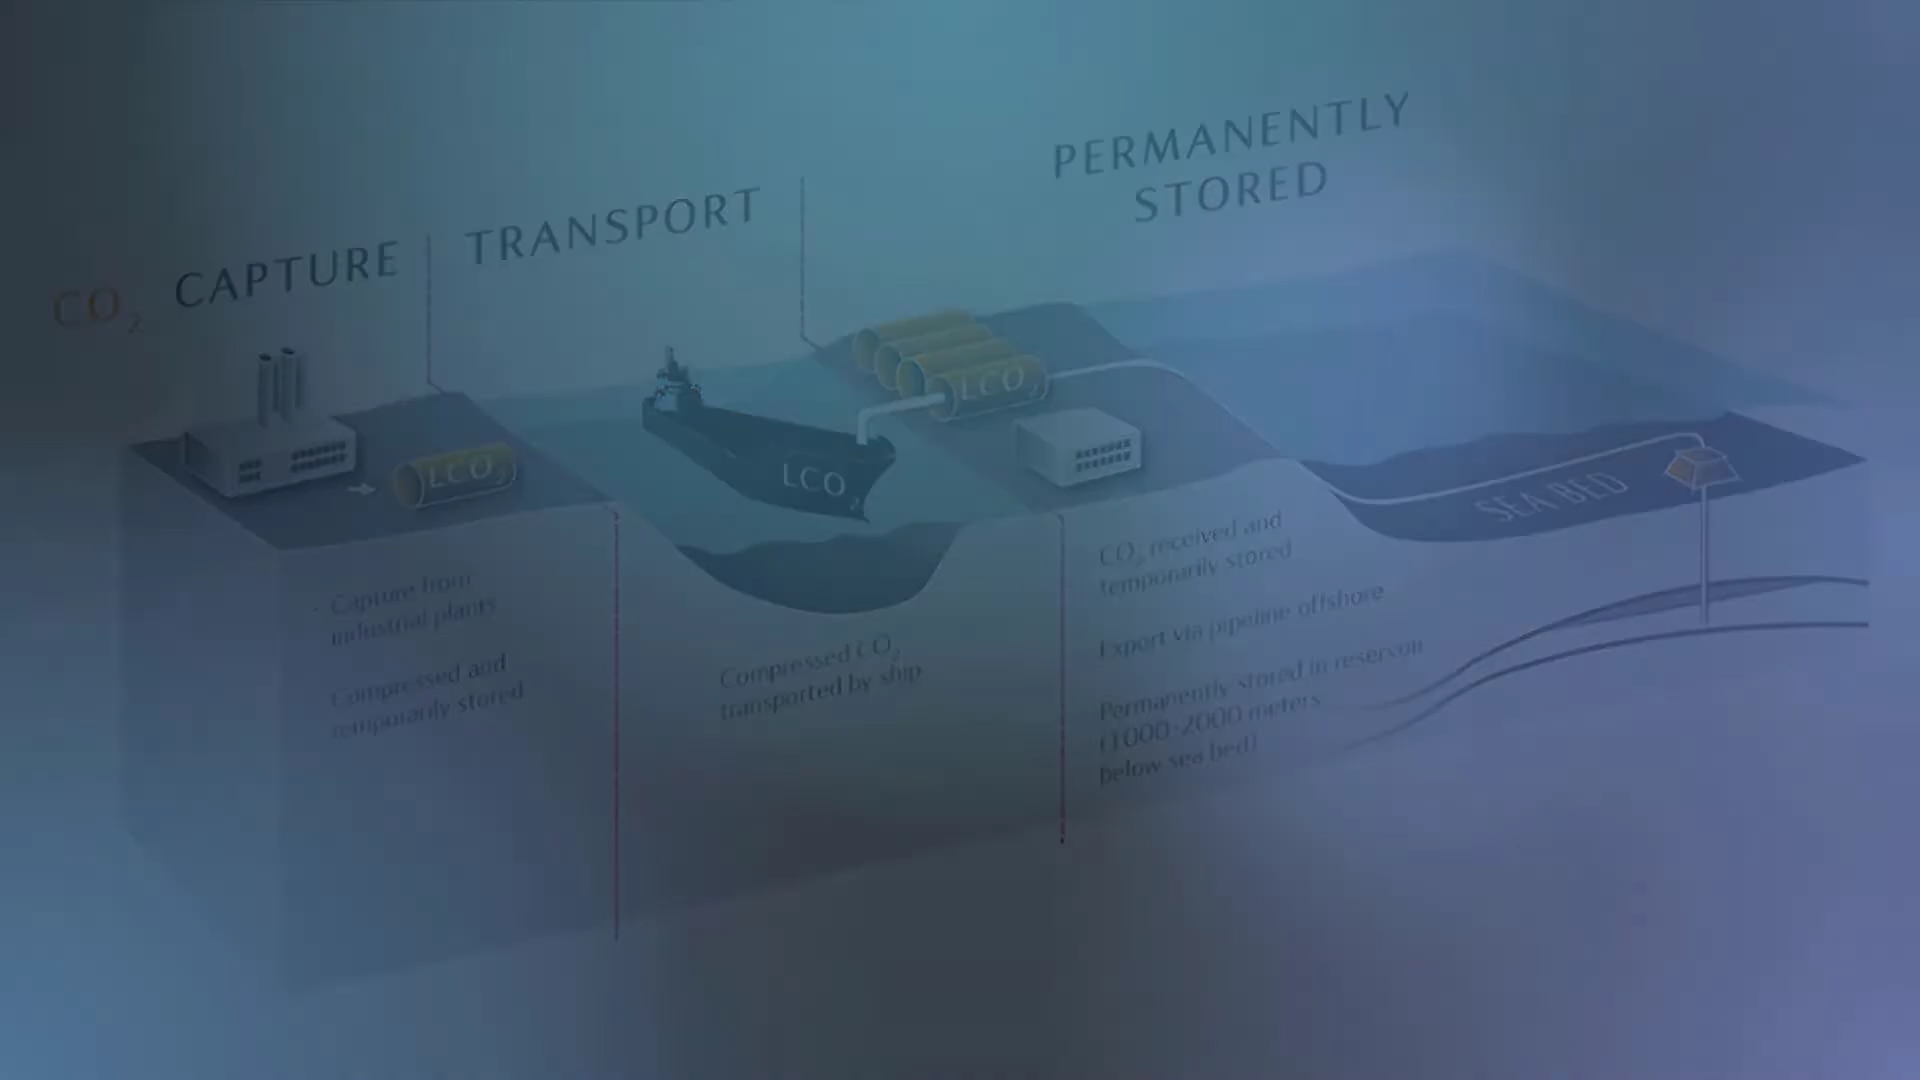 PERMANENTLY
STORED
TRANSPORT
CO₂ CAPTURE
LCO₂
LCO₂
LCO₂
SEA BED
Capture from
industrial plants
Compressed and
temporarily stored
Compressed CO₂
transported by ship
CO₂ received and
temporarily stored
Export via pipeline offshore
Permanently stored in reservoir
(1000-2000 meters
below sea bed)